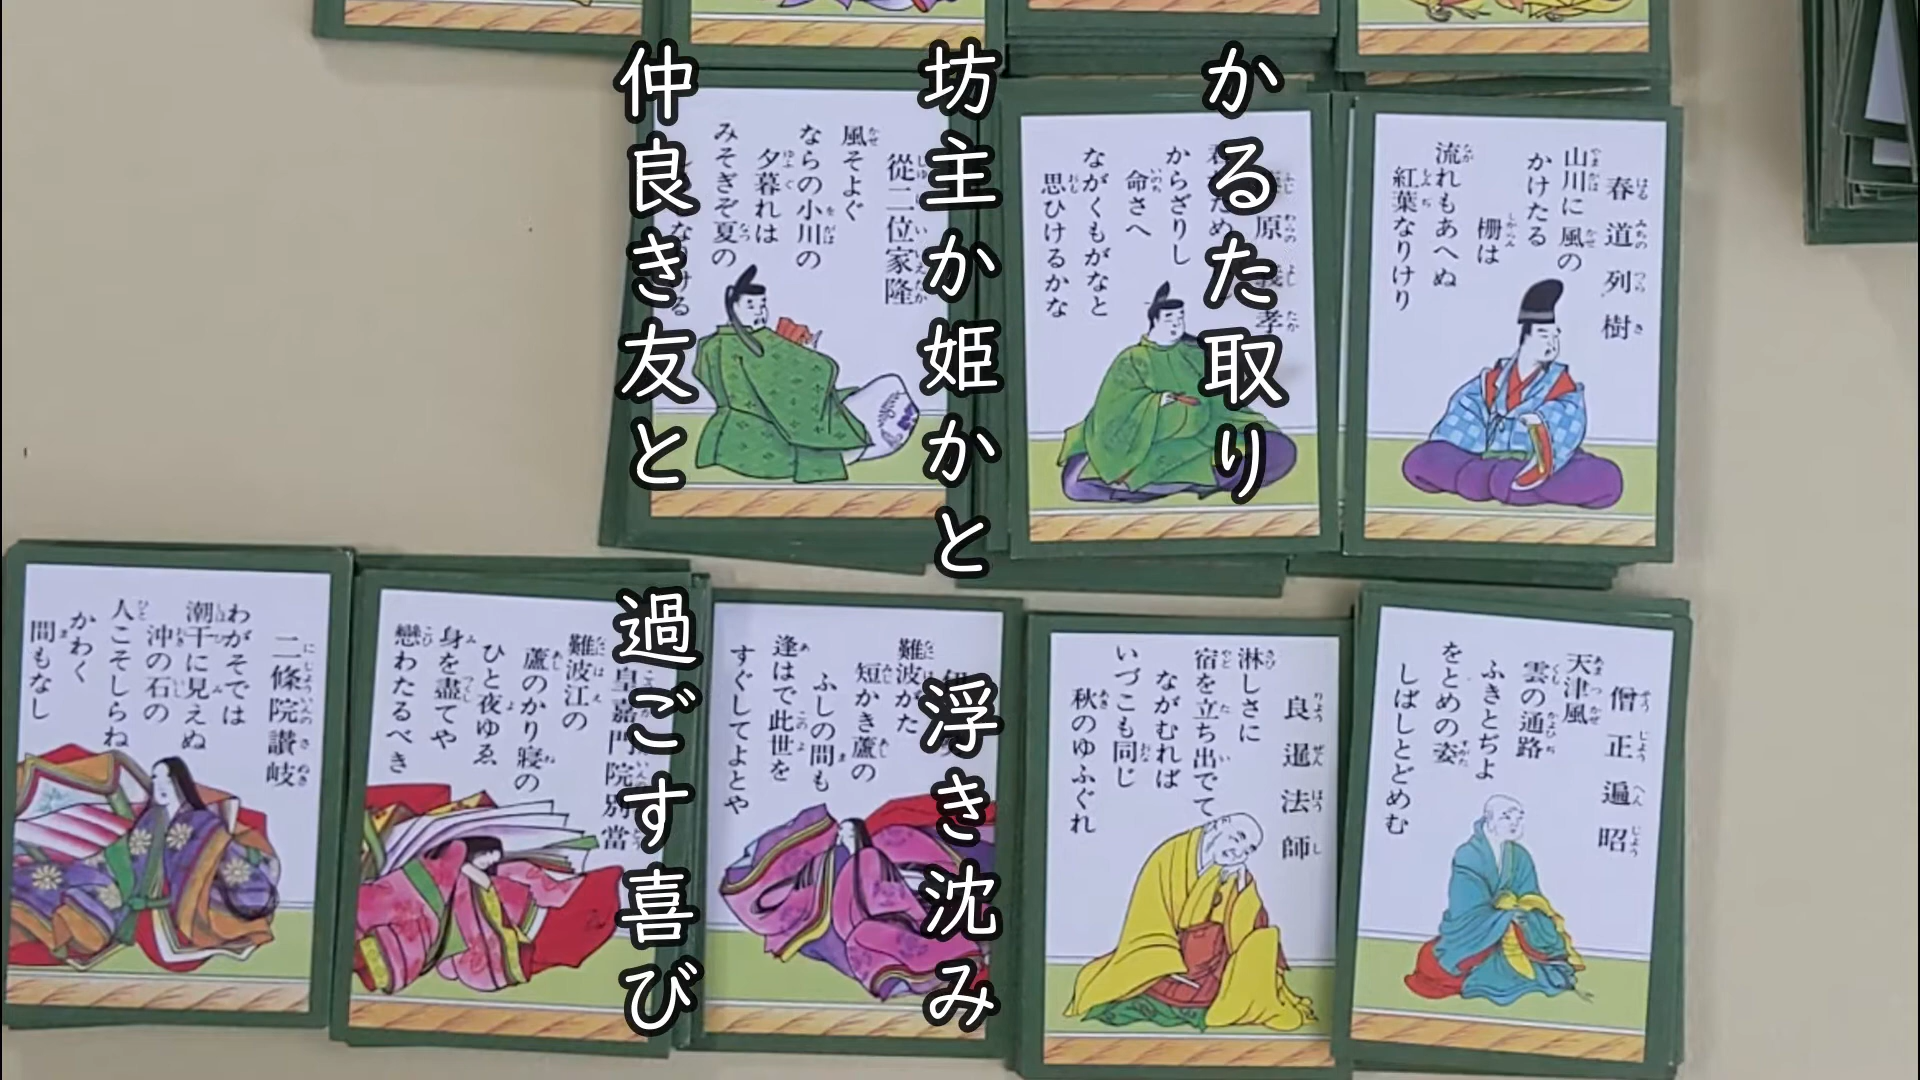 かるた取り
坊主か姫かと　浮き沈み
仲良き友と　過ごす喜び
春道列樹
山川に風の
かけたる
柵は
流れもあへぬ
紅葉なりけり
原義孝
からざりし
命さへ
ながくもがなと
思ひけるかな
從二位家隆
風そよぐ
ならの小川の
夕暮れは
みそぎぞ夏の
僧正遍昭
天津風
雲の通路
ふきとぢよ
をとめの姿
しばしとどめむ
良暹法師
淋しさに
宿を立ち出でて
ながむれば
いづこも同じ
秋のゆふぐれ
難波がた
短かき蘆の
ふしの間も
逢はで此世を
すぐしてよとや
皇嘉門院別當
難波江の
蘆のかり寝の
ひと夜ゆゑ
身を盡てや
戀わたるべき
二條院讃岐
わがそでは
潮干に見えぬ
沖の石の
人こそしらね
かわく
間もなし